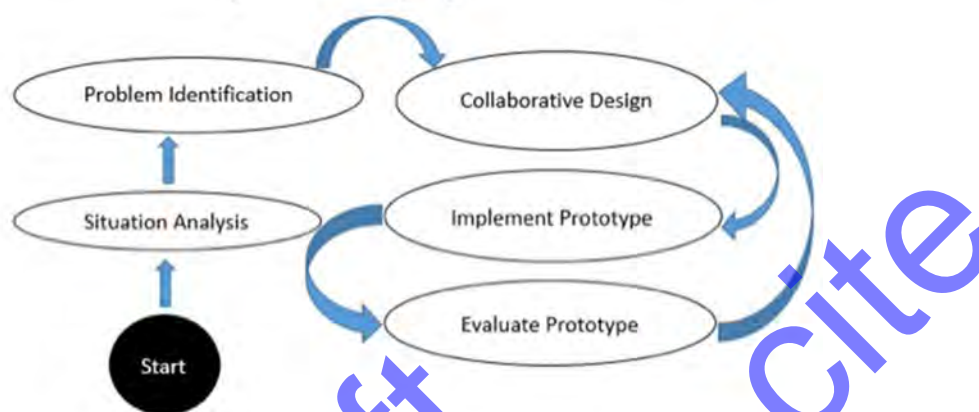 Problem Identification
Collaborative Design
Situation Analysis
Implement Prototype
Evaluate Prototype
Start
cite